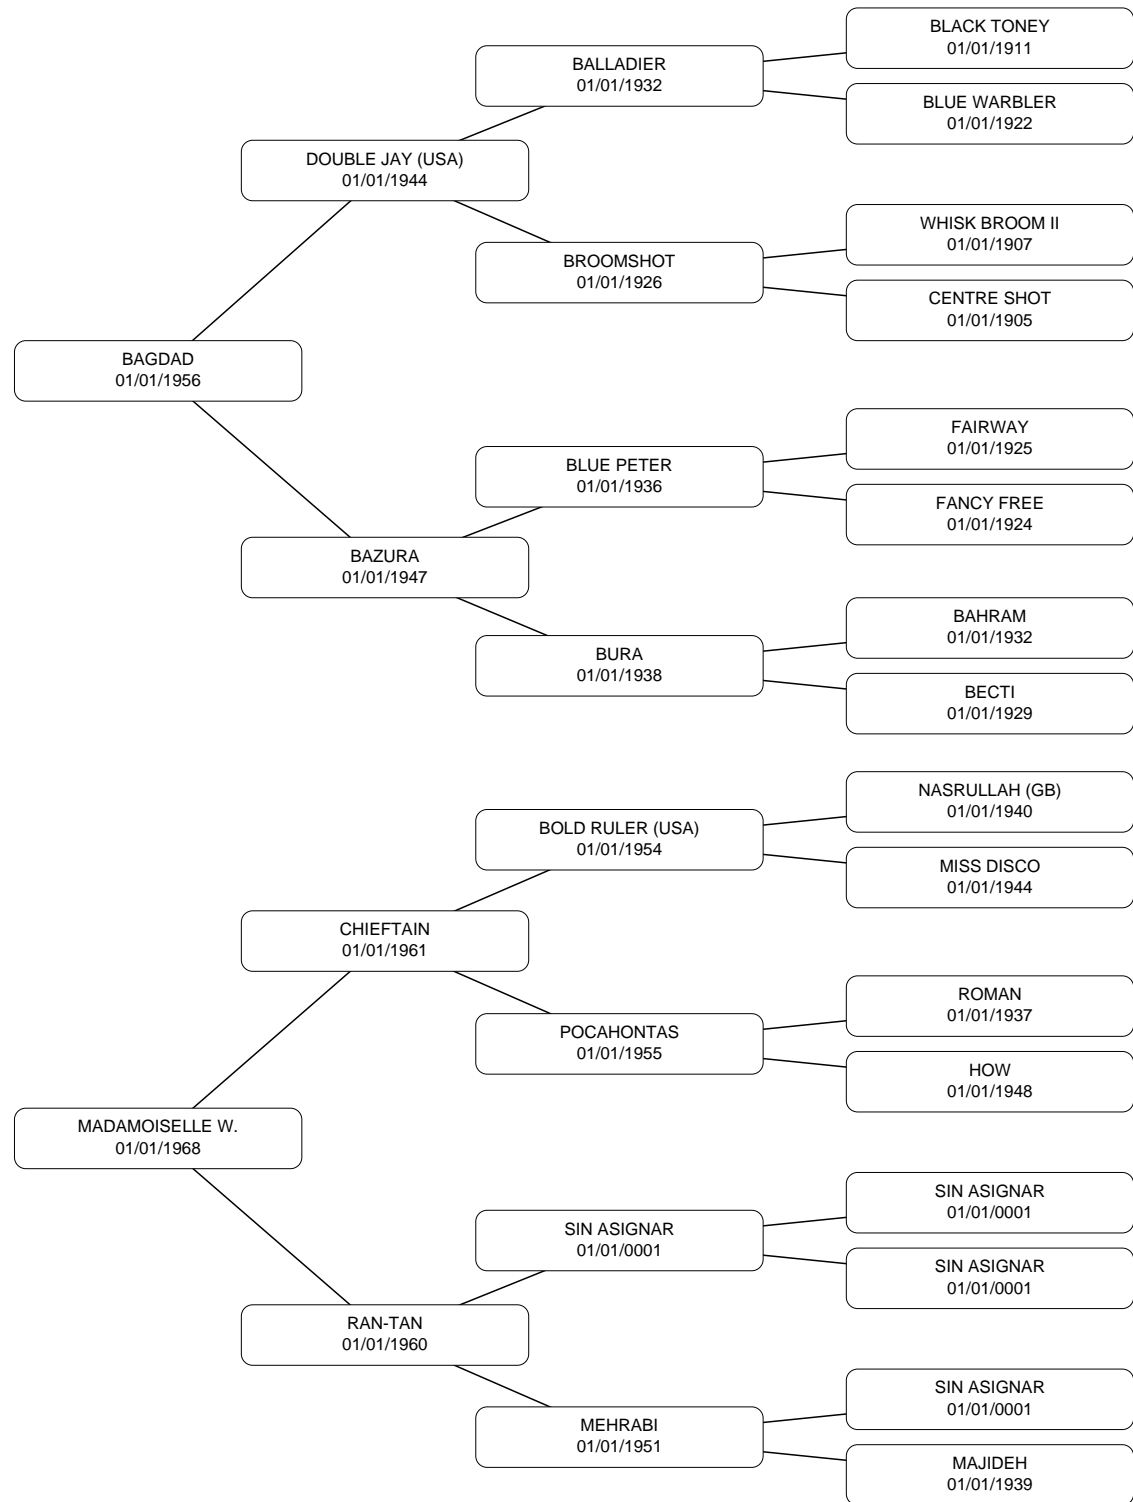 BLACK TONEY
01/01/1911
BALLADIER
01/01/1932
BLUE WARBLER
01/01/1922
DOUBLE JAY (USA)
01/01/1944
WHISK BROOM II
01/01/1907
BROOMSHOT
01/01/1926
CENTRE SHOT
01/01/1905
BAGDAD
01/01/1956
FAIRWAY
01/01/1925
BLUE PETER
01/01/1936
FANCY FREE
01/01/1924
BAZURA
01/01/1947
BAHRAM
01/01/1932
BURA
01/01/1938
BECTI
01/01/1929
NASRULLAH (GB)
01/01/1940
BOLD RULER (USA)
01/01/1954
MISS DISCO
01/01/1944
CHIEFTAIN
01/01/1961
ROMAN
01/01/1937
POCAHONTAS
01/01/1955
HOW
01/01/1948
MADAMOISELLE W.
01/01/1968
SIN ASIGNAR
01/01/0001
SIN ASIGNAR
01/01/0001
SIN ASIGNAR
01/01/0001
RAN-TAN
01/01/1960
SIN ASIGNAR
01/01/0001
MEHRABI
01/01/1951
MAJIDEH
01/01/1939